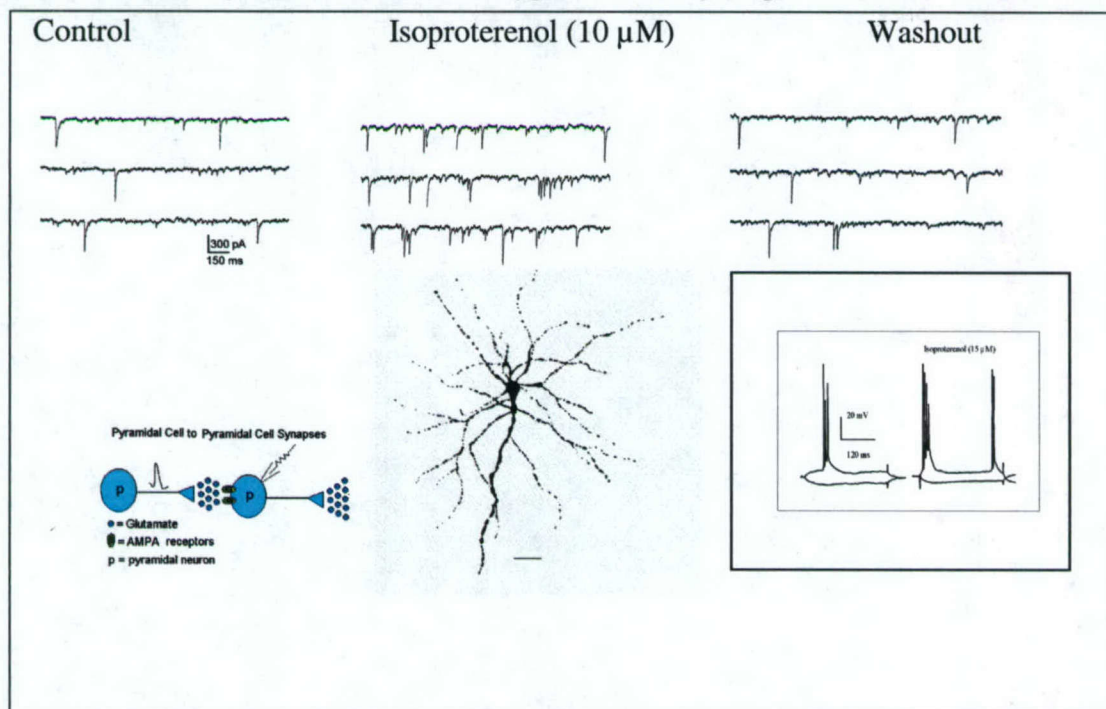 Control Isoproterenol (10 µM) Washout
300 pA
150 ms
Isoproterenol (15 µM)
20 mV
120 ms
Pyramidal Cell to Pyramidal Cell Synapses
p p
= Glutamate
= AMPA receptors
p = pyramidal neuron